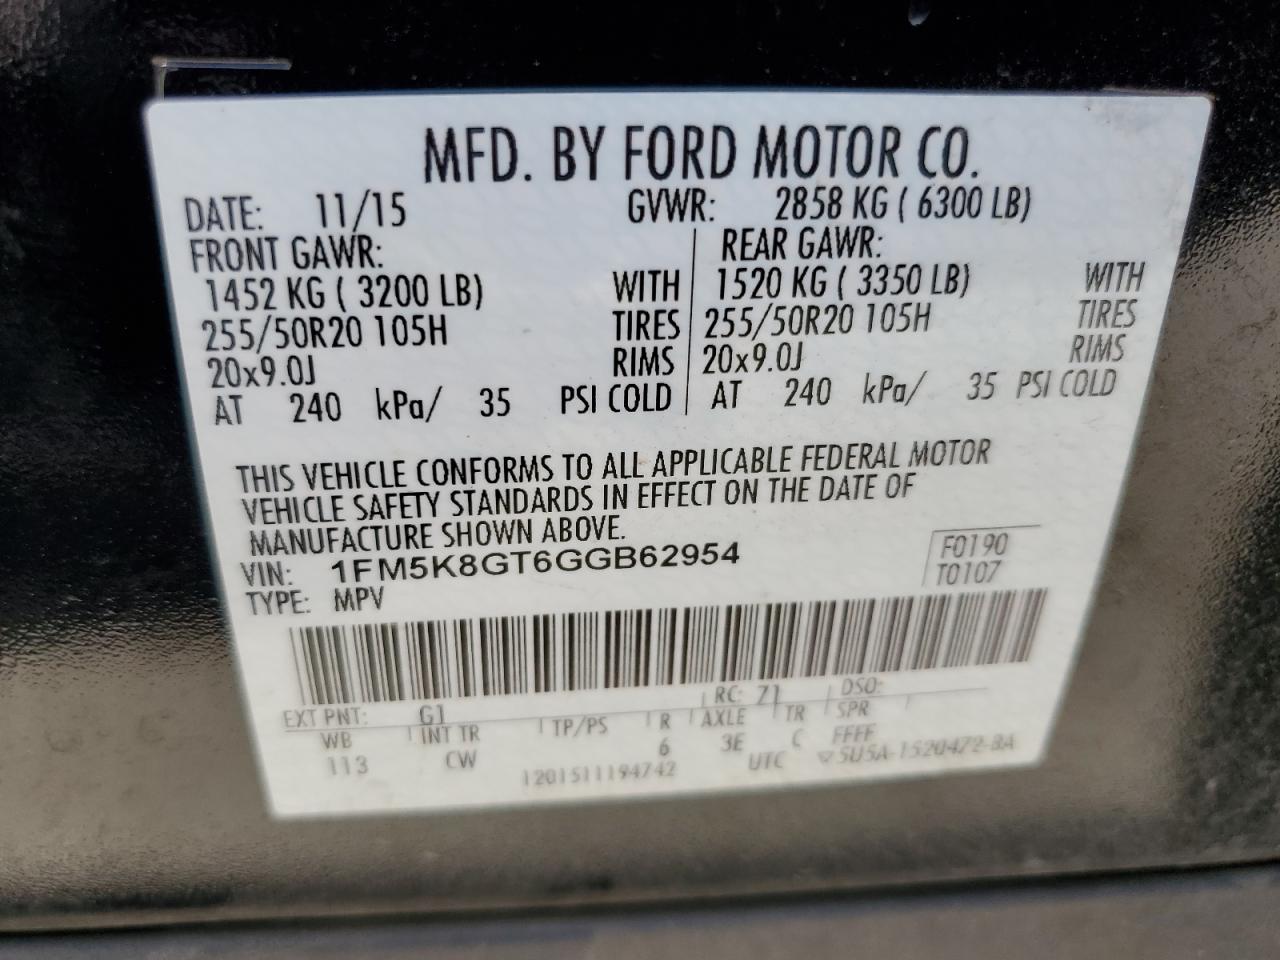 MFD. BY FORD MOTOR CO.
DATE: 11/15 GVWR: 2858 KG ( 6300 LB)
FRONT GAWR: REAR GAWR:
1452 KG ( 3200 LB) WITH 1520 KG ( 3350 LB) WITH
255/50R20 105H TIRES 255/50R20 105H TIRES
20x9.0J RIMS 20x9.0J RIMS
AT 240 kPa/ 35 PSI COLD AT 240 kPa/ 35 PSI COLD
THIS VEHICLE CONFORMS TO ALL APPLICABLE FEDERAL MOTOR
VEHICLE SAFETY STANDARDS IN EFFECT ON THE DATE OF
MANUFACTURE SHOWN ABOVE.
VIN: 1FM5K8GT6GGB62954 F0190
TYPE: MPV T0107
EXT PNT: G1 RC: 71 DSO:
WB INT TR TP/PS R AXLE TR SPR
113 CW 6 3E C FFFF
1201511194742 UTC ▽5U5A-1520472-BA